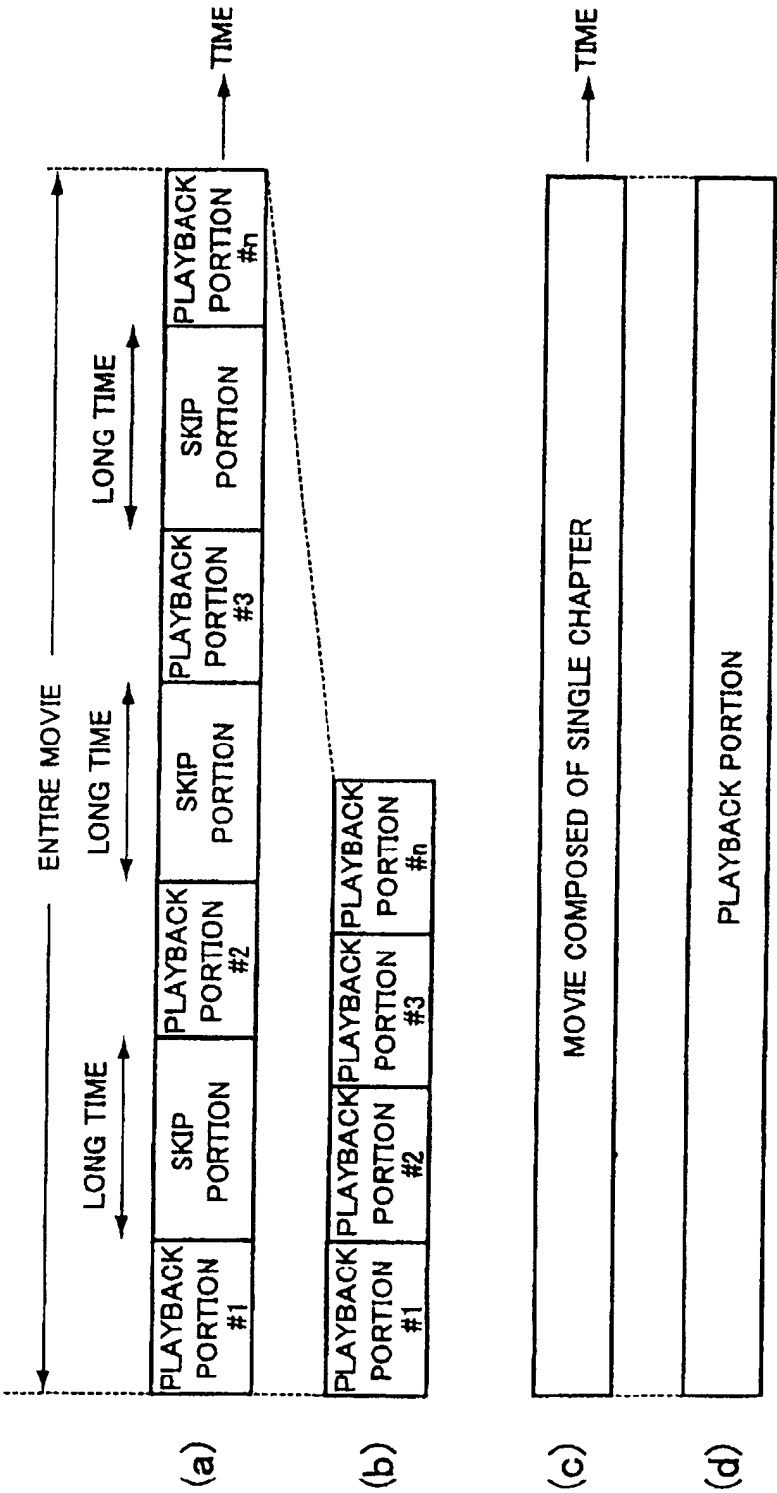 ENTIRE MOVIE
LONG TIME
LONG TIME
LONG TIME
(a)
PLAYBACK
PORTION
#1
SKIP
PORTION
PLAYBACK
PORTION
#2
SKIP
PORTION
PLAYBACK
PORTION
#3
SKIP
PORTION
PLAYBACK
PORTION
#n
TIME
(b)
PLAYBACK
PORTION
#1
PLAYBACK
PORTION
#2
PLAYBACK
PORTION
#3
PLAYBACK
PORTION
#n
(c)
MOVIE COMPOSED OF SINGLE CHAPTER
TIME
(d)
PLAYBACK PORTION